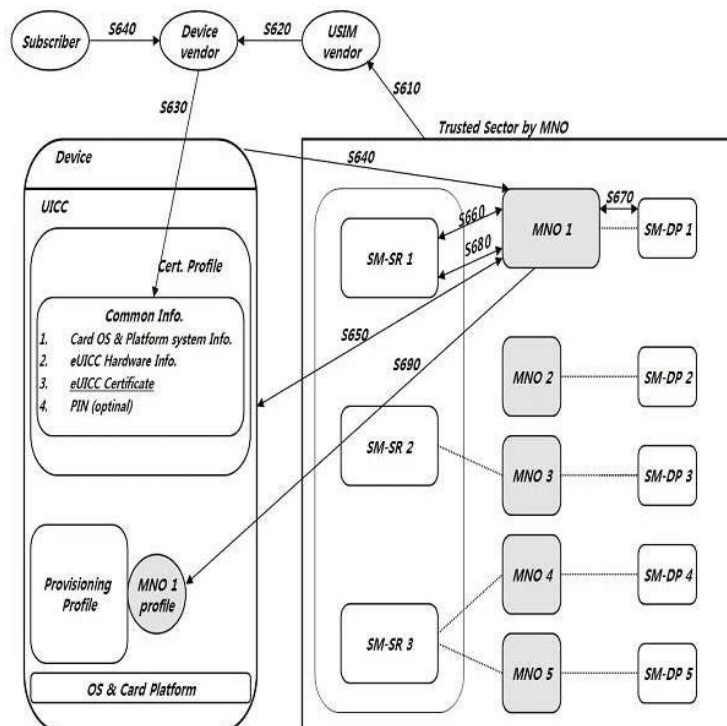 Subscriber
S640
Device
vendor
S620
USIM
vendor
S630
S610
Trusted Sector by MNO
Device
S640
UICC
Cert. Profile
Common Info.
1. Card OS & Platform system Info.
2. eUICC Hardware Info.
3. eUICC Certificate
4. PIN (optinal)
S650
S690
SM-SR 1
S660
S680
MNO 1
S670
SM-DP 1
MNO 2
SM-DP 2
SM-SR 2
MNO 3
SM-DP 3
MNO 4
SM-DP 4
SM-SR 3
MNO 5
SM-DP 5
Provisioning
Profile
MNO 1
profile
OS & Card Platform